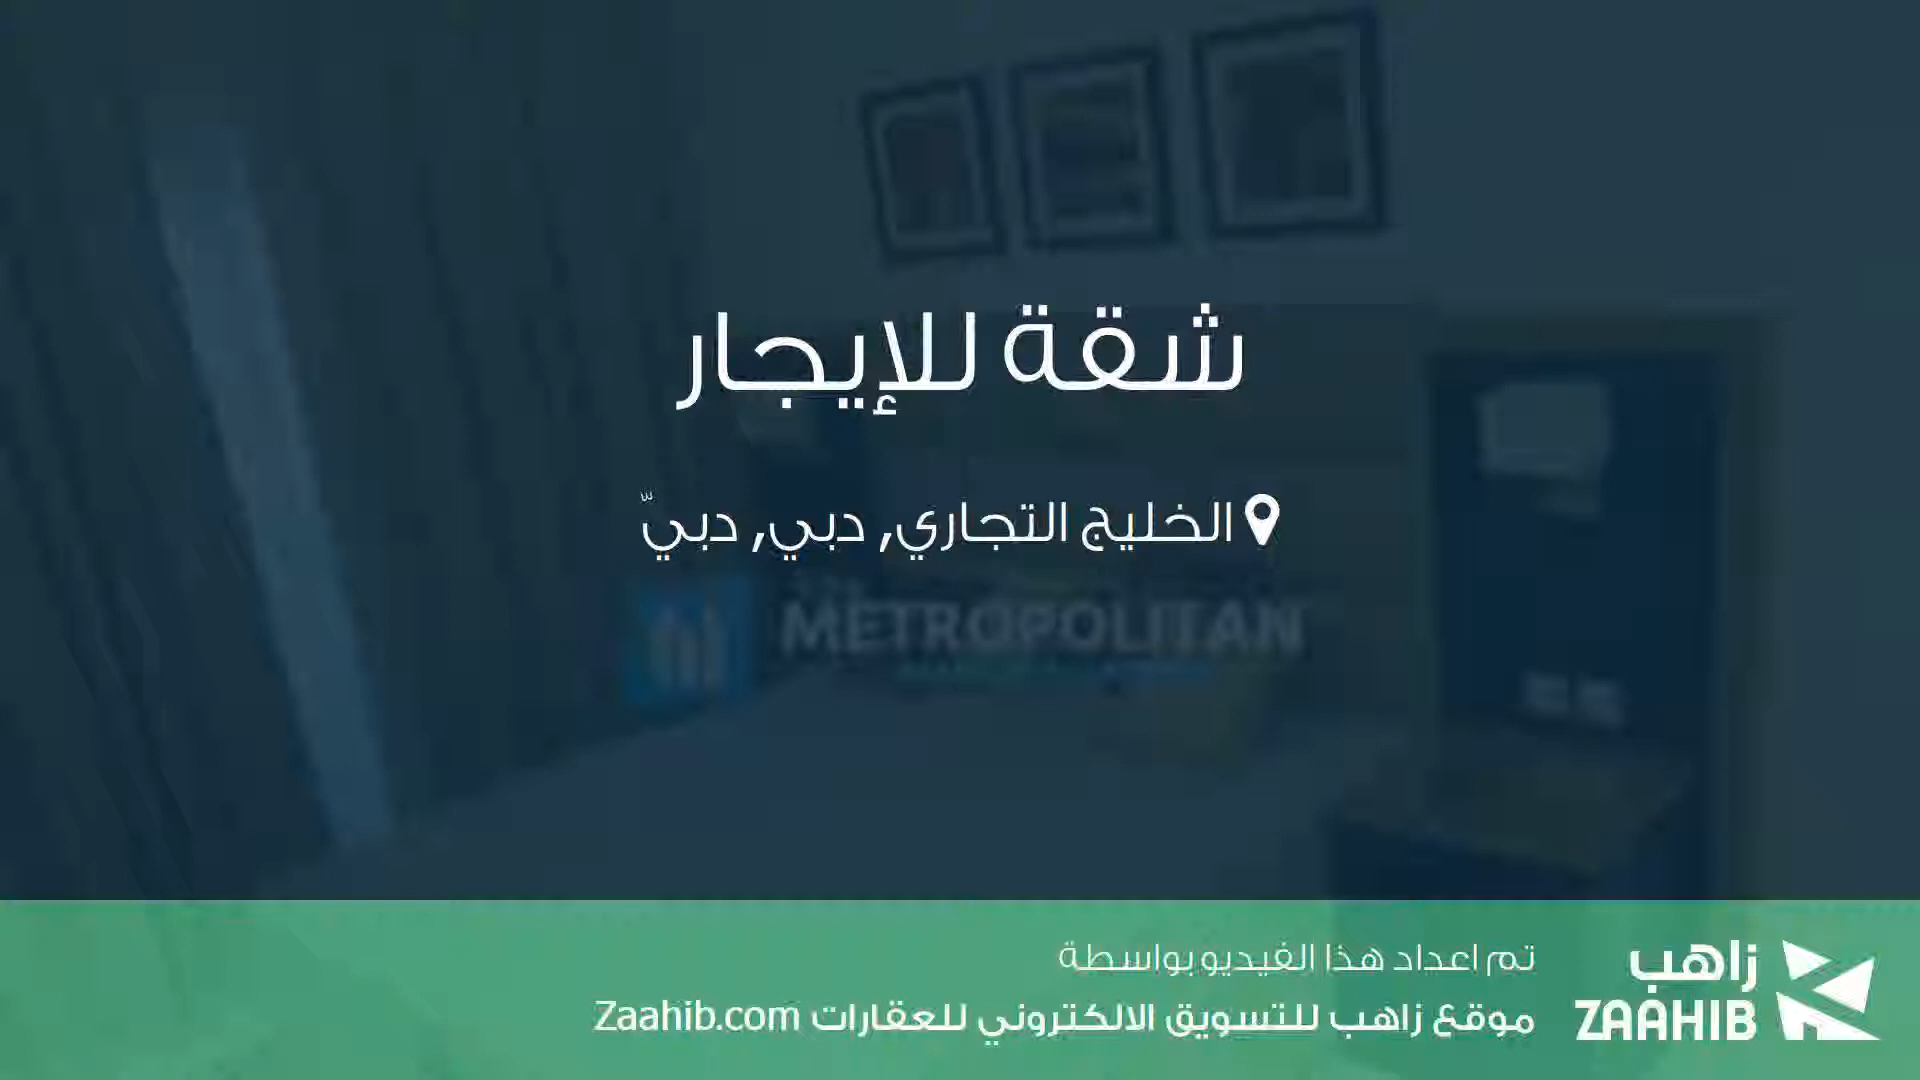 شقة للإيجار
الخليج التجاري, دبي, دبيّ
METROPOLITAN
تم اعداد هذا الفيديو بواسطة
موقع زاهب للتسويق الالكتروني للعقارات Zaahib.com
زاهب
ZAAHIB